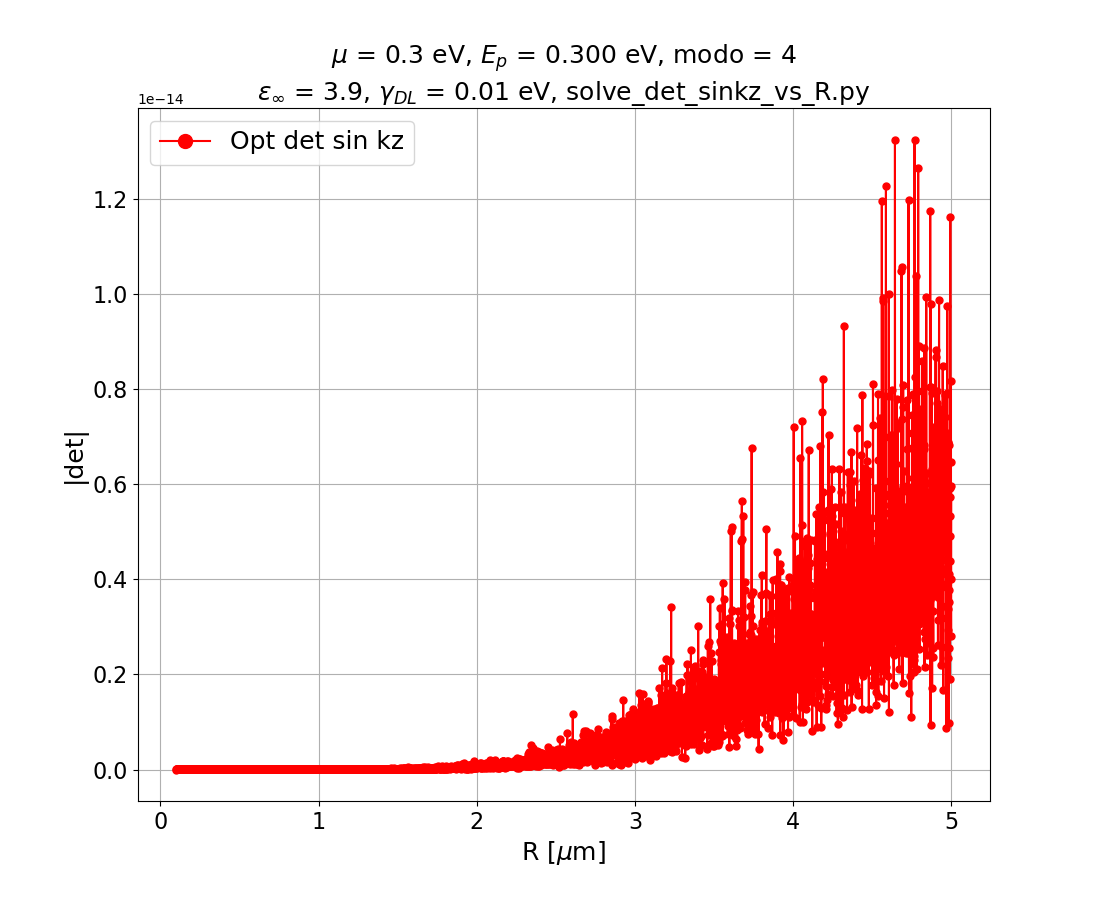 μ = 0.3 eV, E_p = 0.300 eV, modo = 4
ε_∞ = 3.9, γ_DL = 0.01 eV, solve_det_sinkz_vs_R.py
1e−14
Opt det sin kz
1.2
1.0
0.8
0.6
0.4
0.2
0.0
|det|
0 1 2 3 4 5
R [μm]